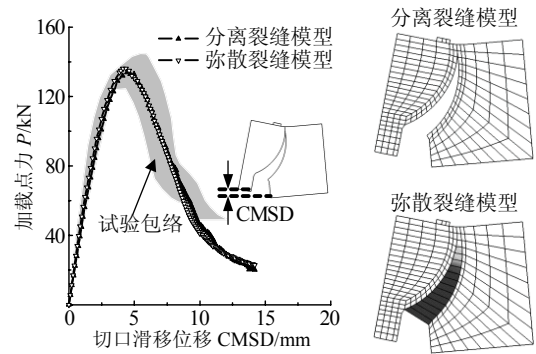 160
120
80
40
0
0
5
10
15
20
加载点力 P/kN
切口滑移位移 CMSD/mm
分离裂缝模型
弥散裂缝模型
试验包络
CMSD
分离裂缝模型
弥散裂缝模型